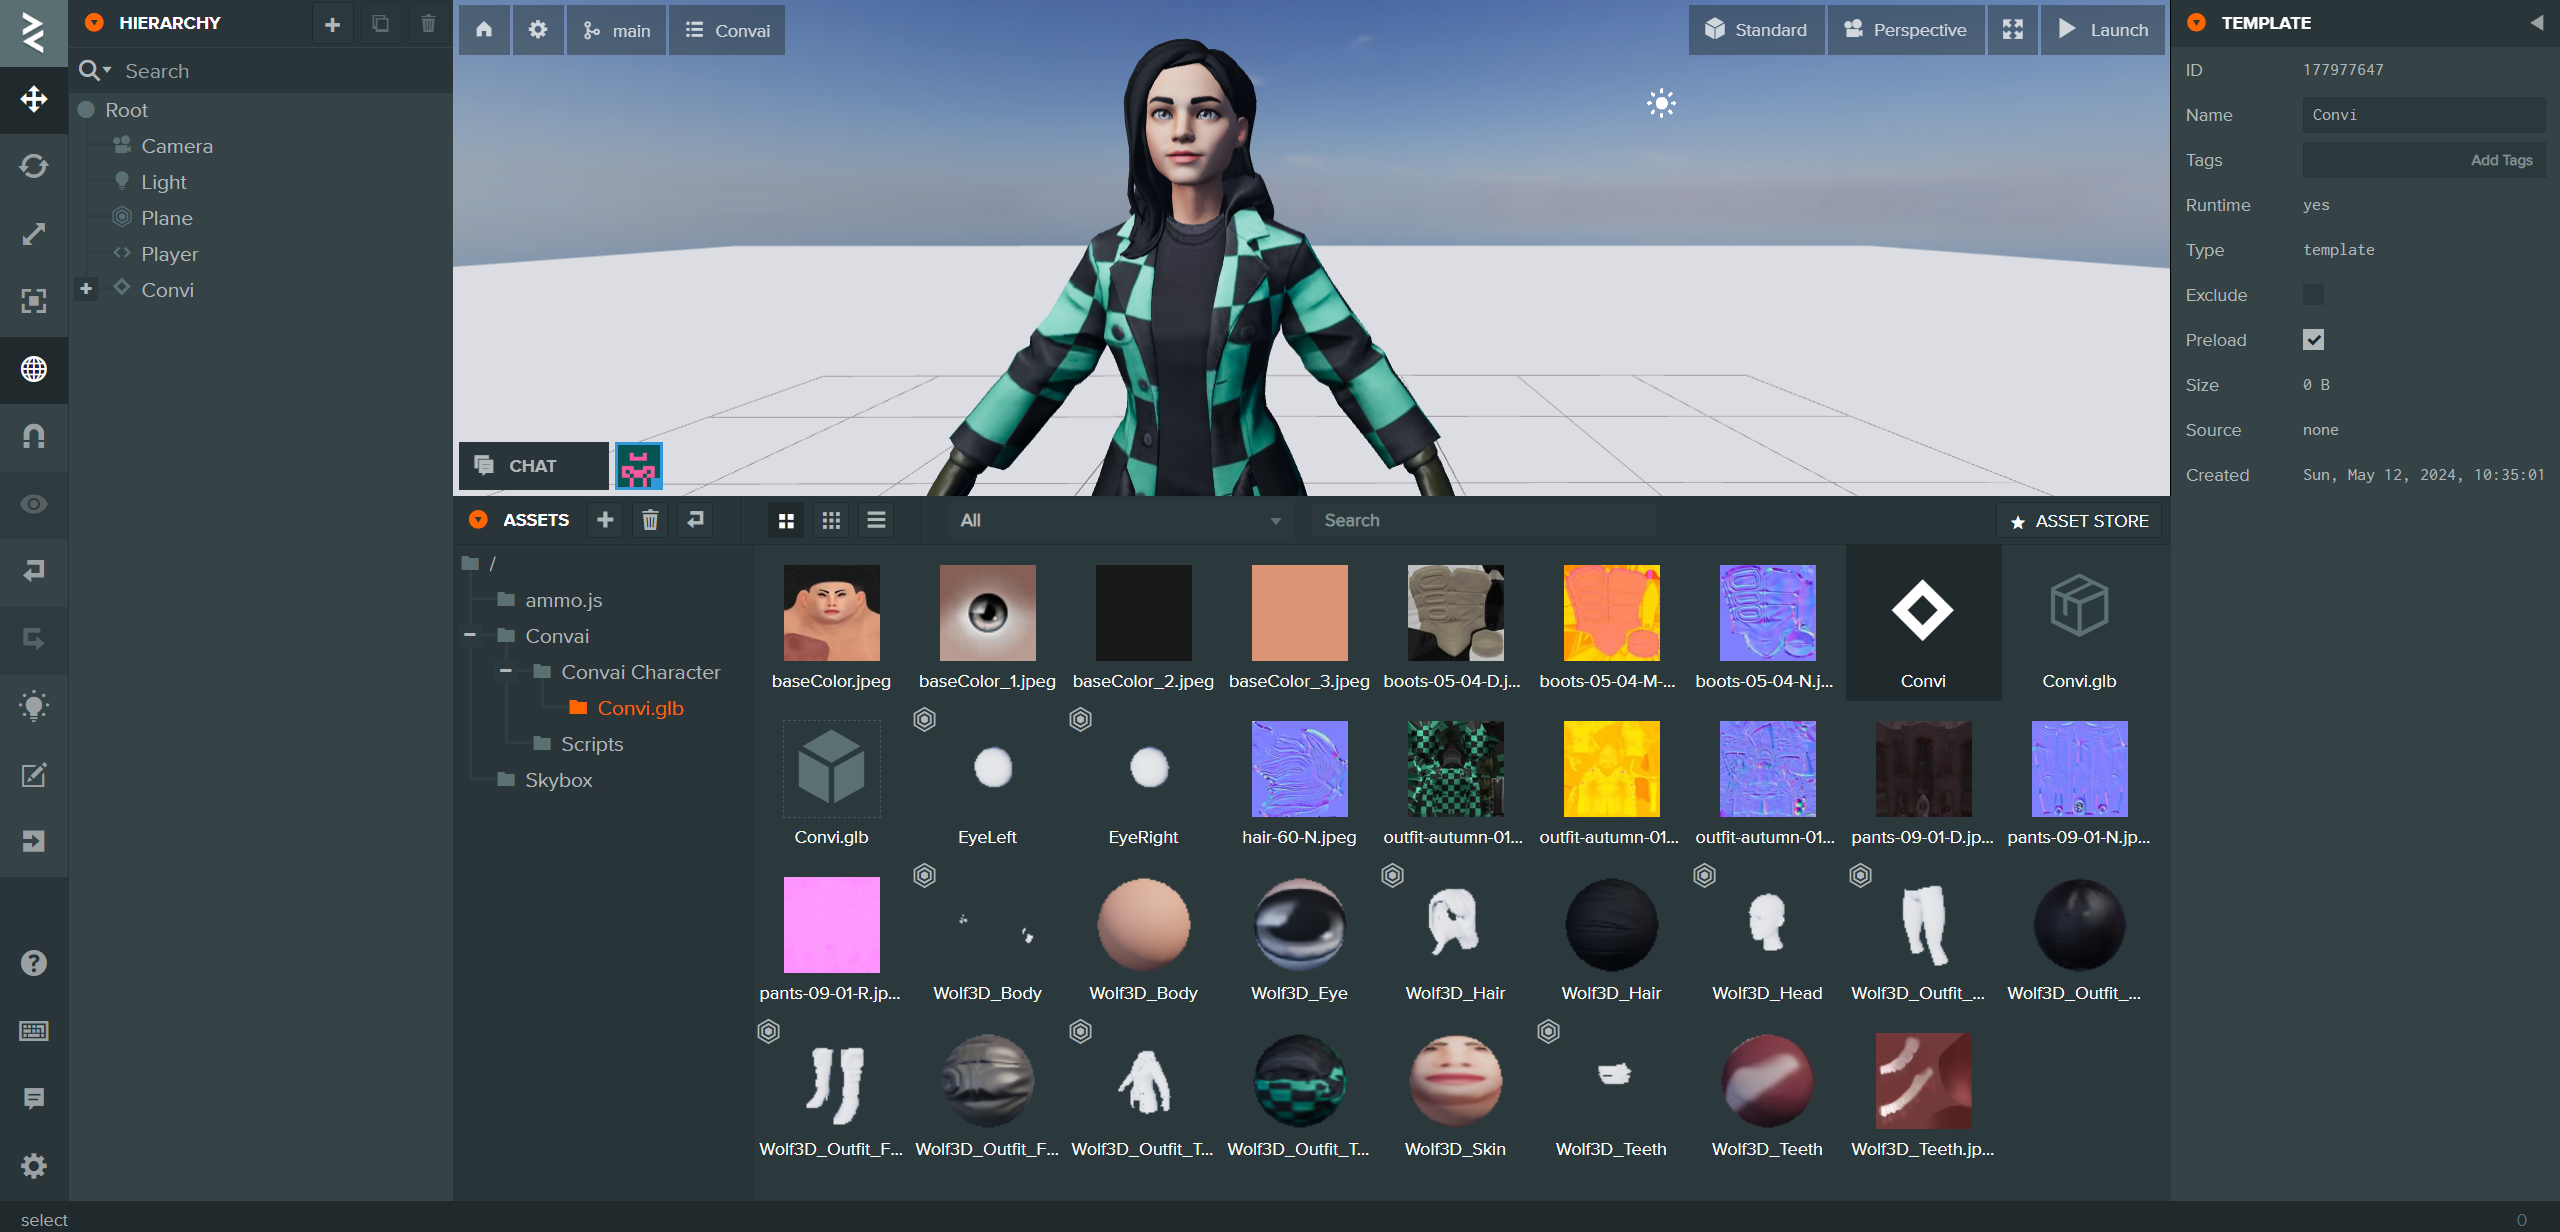 HIERARCHY
Search
Root
Camera
Light
Plane
Player
Convi
main
Convai
Standard
Perspective
Launch
CHAT
TEMPLATE
ID 177977647
Name Convi
Tags Add Tags
Runtime yes
Type template
Exclude
Preload
Size 0 B
Source none
Created Sun, May 12, 2024, 10:35:01
ASSETS
All
Search
ASSET STORE
/
ammo.js
Convai
Convai Character
Convi.glb
Scripts
Skybox
baseColor.jpeg baseColor_1.jpeg baseColor_2.jpeg baseColor_3.jpeg boots-05-04-D.j... boots-05-04-M-... boots-05-04-N.j... Convi Convi.glb
Convi.glb EyeLeft EyeRight hair-60-N.jpeg outfit-autumn-01... outfit-autumn-01... outfit-autumn-01... pants-09-01-D.jp... pants-09-01-N.jp...
pants-09-01-R.jp... Wolf3D_Body Wolf3D_Body Wolf3D_Eye Wolf3D_Hair Wolf3D_Hair Wolf3D_Head Wolf3D_Outfit_... Wolf3D_Outfit_...
Wolf3D_Outfit_F... Wolf3D_Outfit_F... Wolf3D_Outfit_T... Wolf3D_Outfit_T... Wolf3D_Skin Wolf3D_Teeth Wolf3D_Teeth Wolf3D_Teeth.jp...
select
0